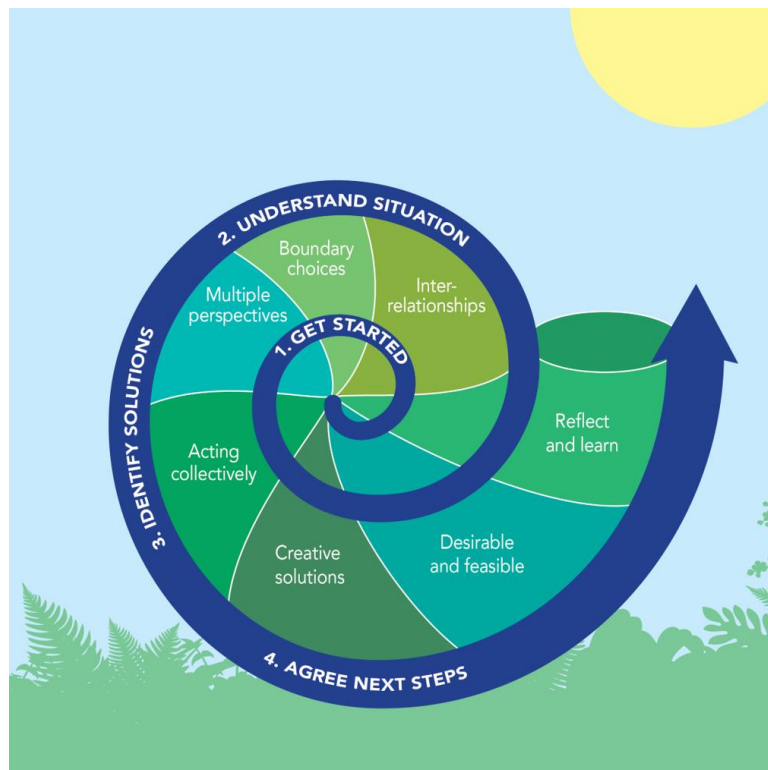 1. GET STARTED
2. UNDERSTAND SITUATION
3. IDENTIFY SOLUTIONS
4. AGREE NEXT STEPS
Inter-
relationships
Boundary
choices
Multiple
perspectives
Acting
collectively
Creative
solutions
Desirable
and feasible
Reflect
and learn